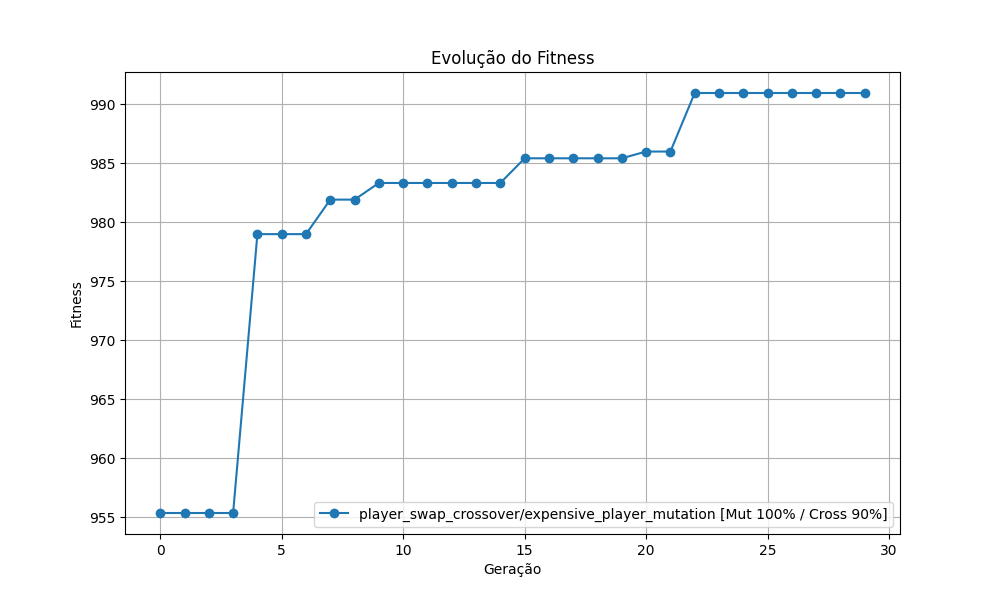 Evolução do Fitness
Fitness
990
985
980
975
970
965
960
955
player_swap_crossover/expensive_player_mutation [Mut 100% / Cross 90%]
0 5 10 15 20 25 30
Geração